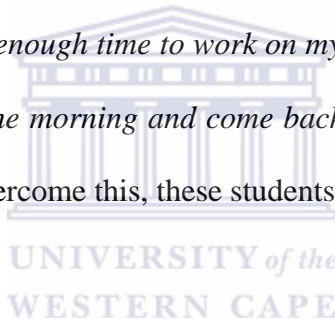 enough time to work on my
ne morning and come back
ercome this, these students
UNIVERSITY of the
WESTERN CAPE